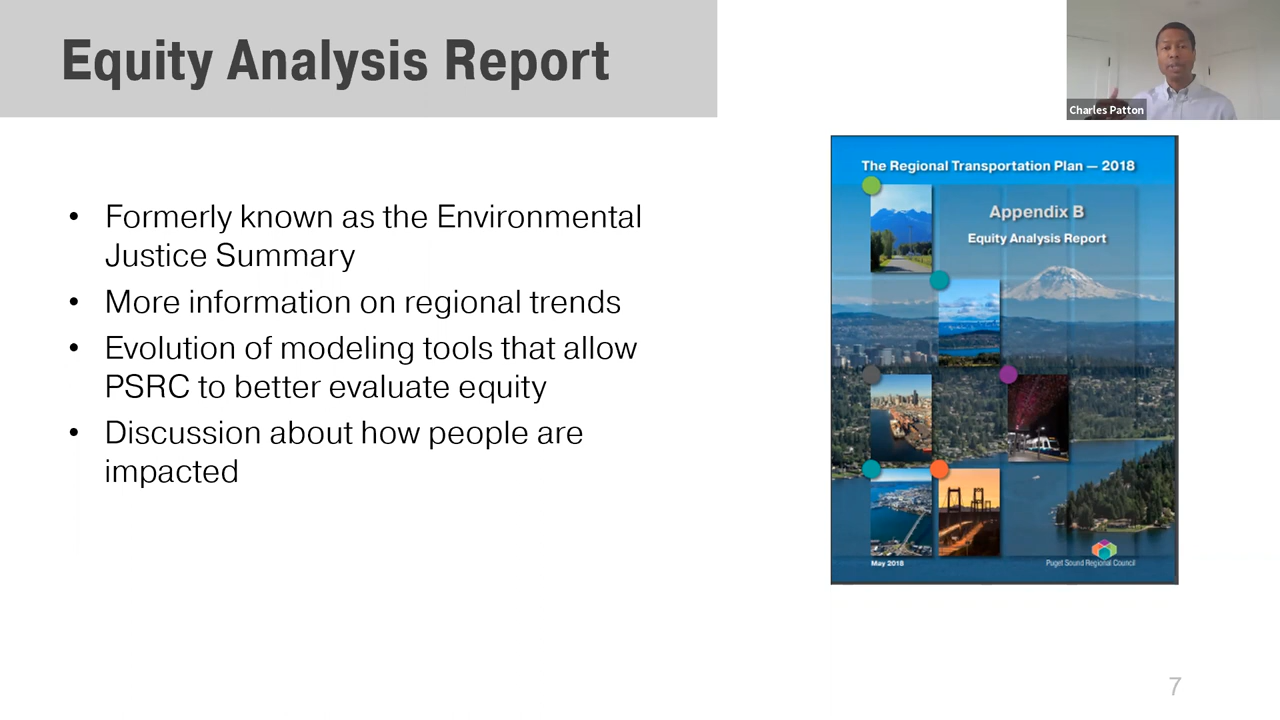 Equity Analysis Report
Charles Patton
• Formerly known as the Environmental
Justice Summary
• More information on regional trends
• Evolution of modeling tools that allow
PSRC to better evaluate equity
• Discussion about how people are
impacted
The Regional Transportation Plan — 2018
Appendix B
Equity Analysis Report
May 2018
Puget Sound Regional Council
7